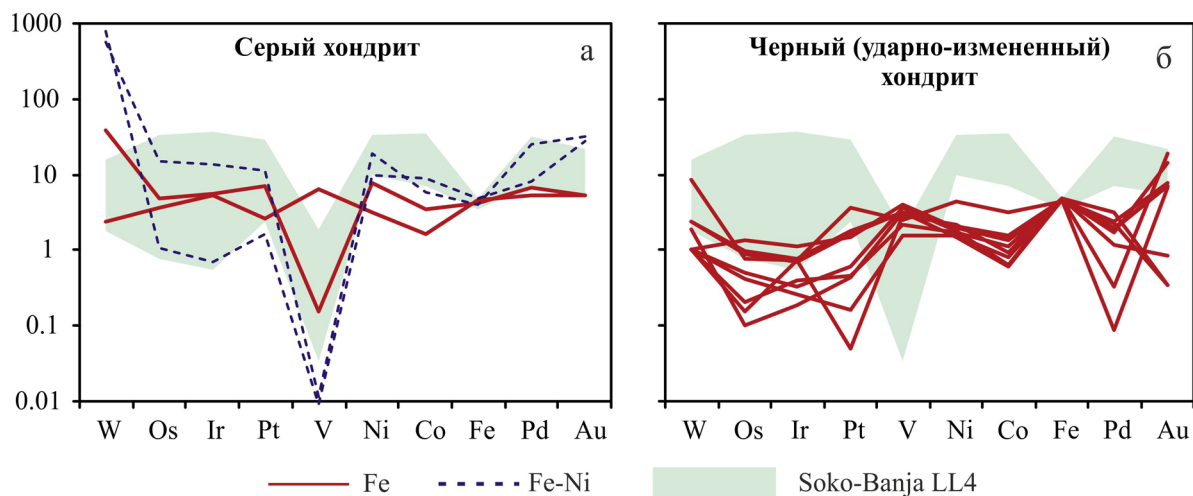 1000
100
10
1
0.1
0.01
Серый хондрит
а
W Os Ir Pt V Ni Co Fe Pd Au
Черный (ударно-измененный)
хондрит
б
W Os Ir Pt V Ni Co Fe Pd Au
Fe
Fe-Ni
Soko-Banja LL4